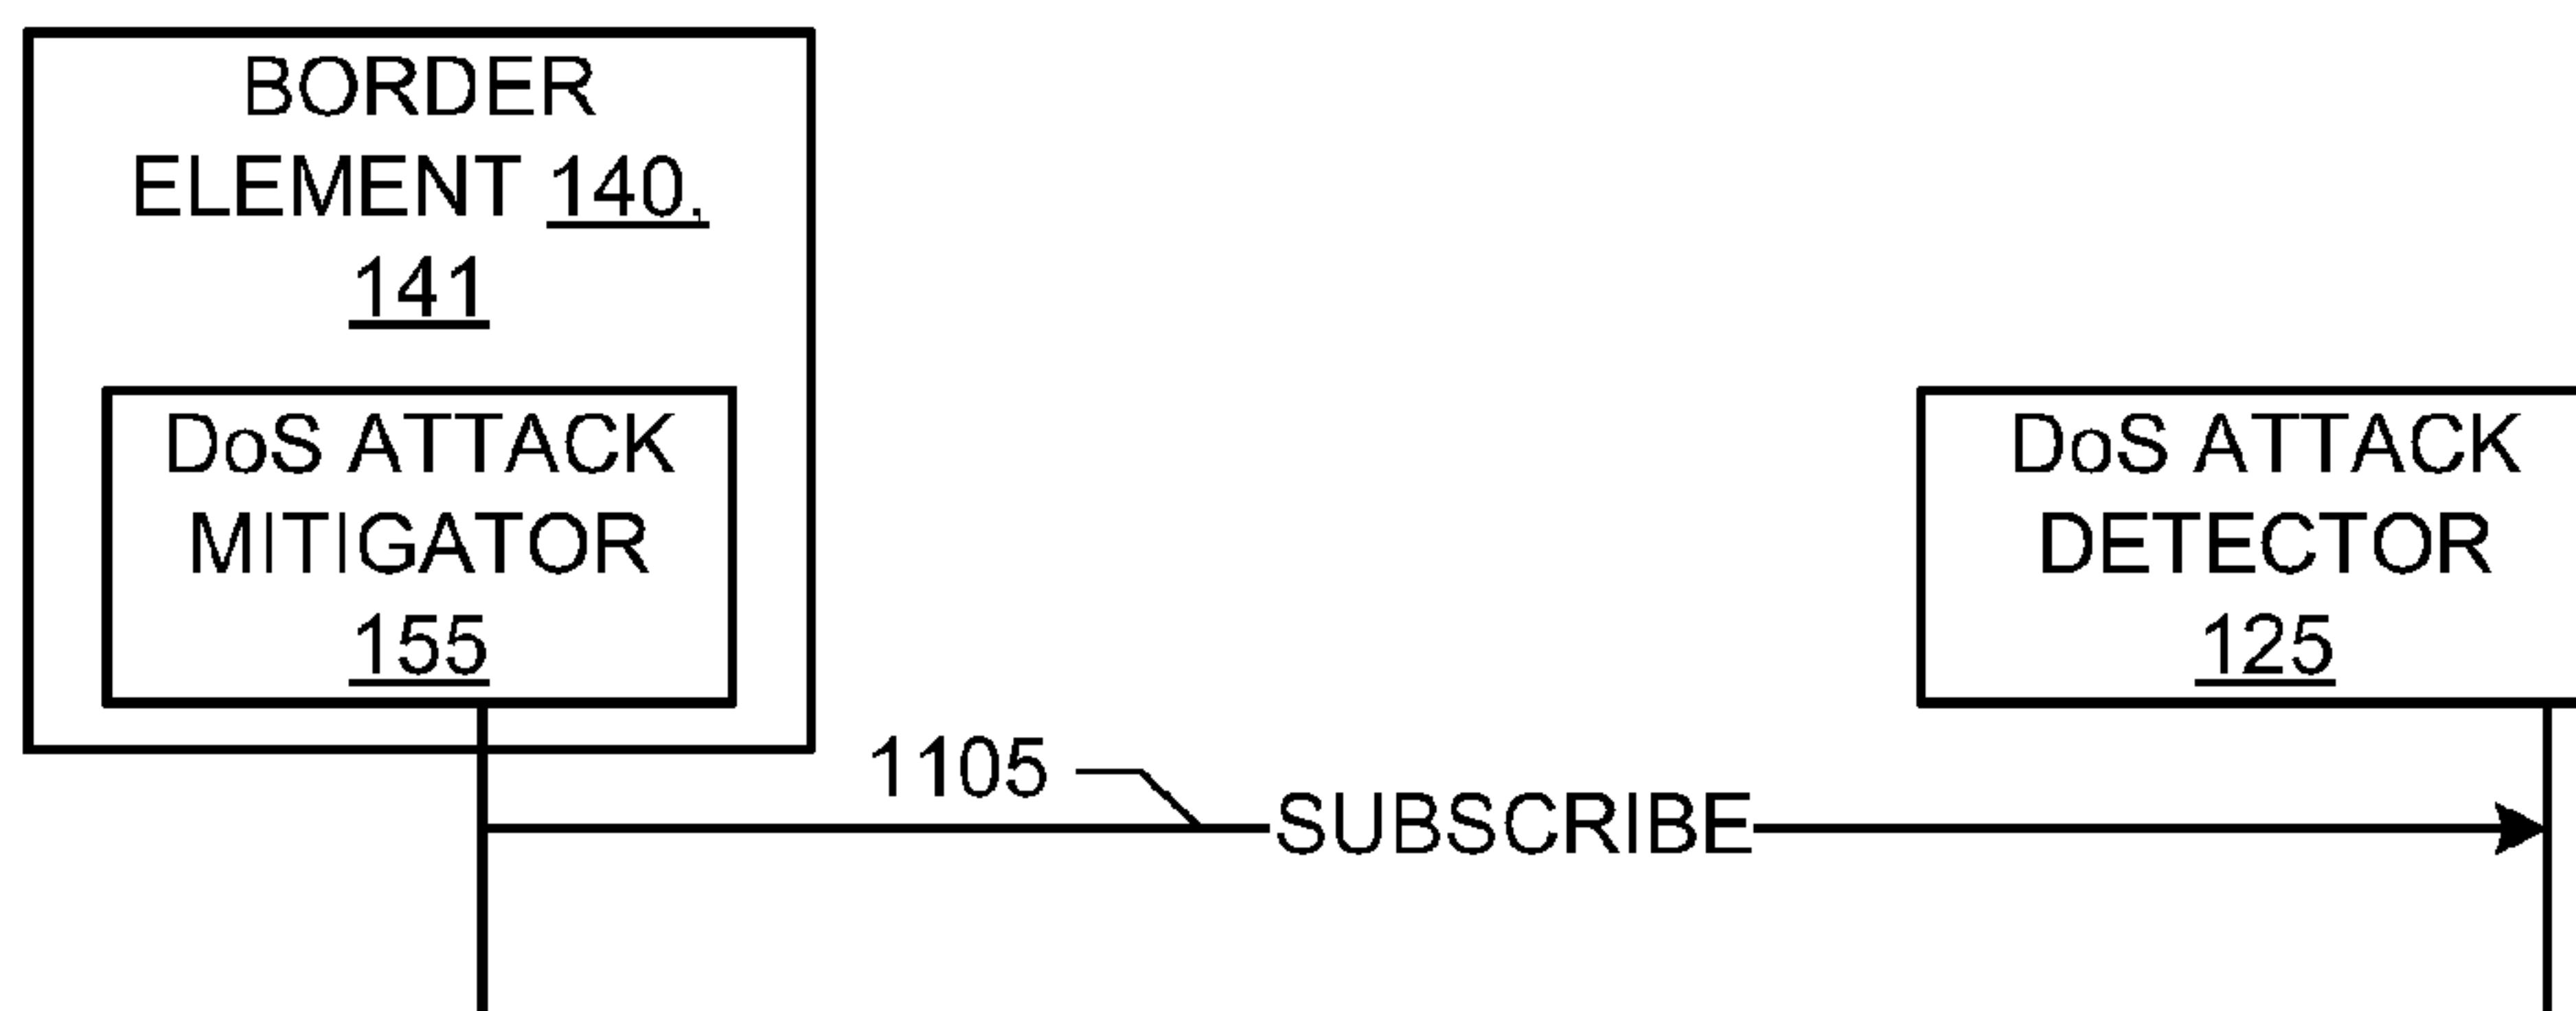 BORDER
ELEMENT 140,
141
DoS ATTACK
MITIGATOR
155
DoS ATTACK
DETECTOR
125
1105
SUBSCRIBE